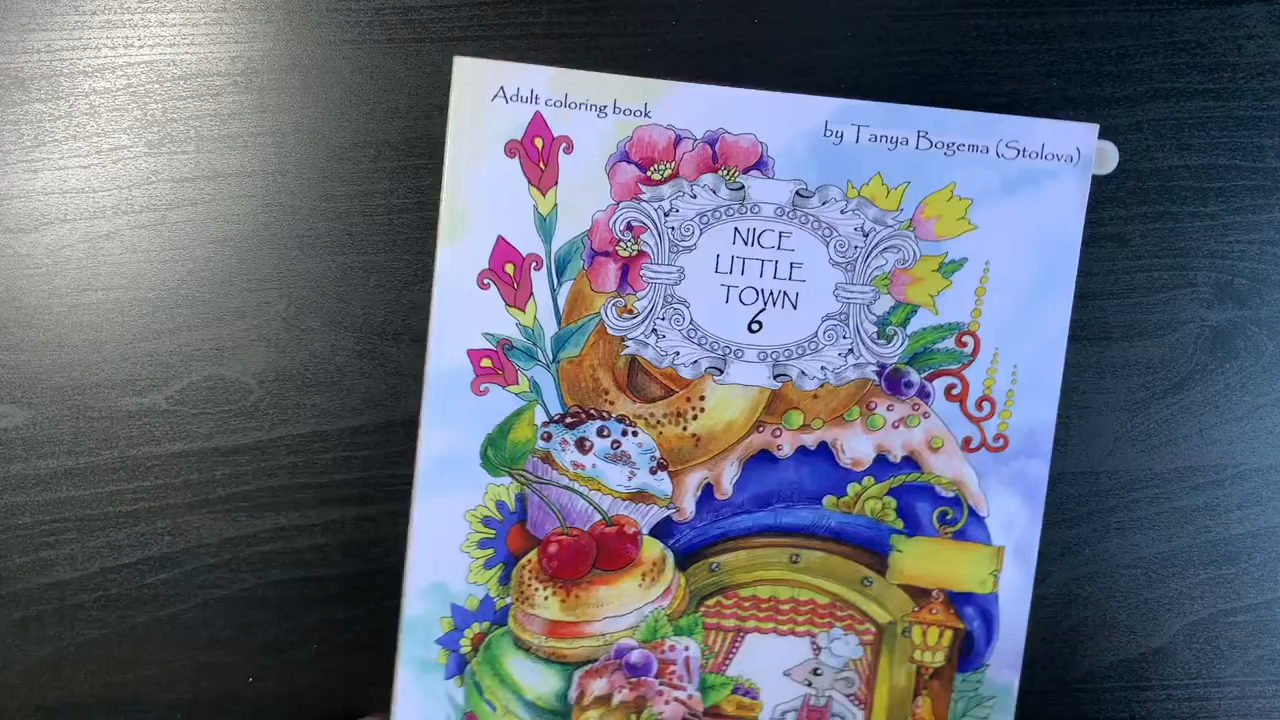 Adult coloring book
by Tanya Bogema (Stolova)
NICE
LITTLE
TOWN
6